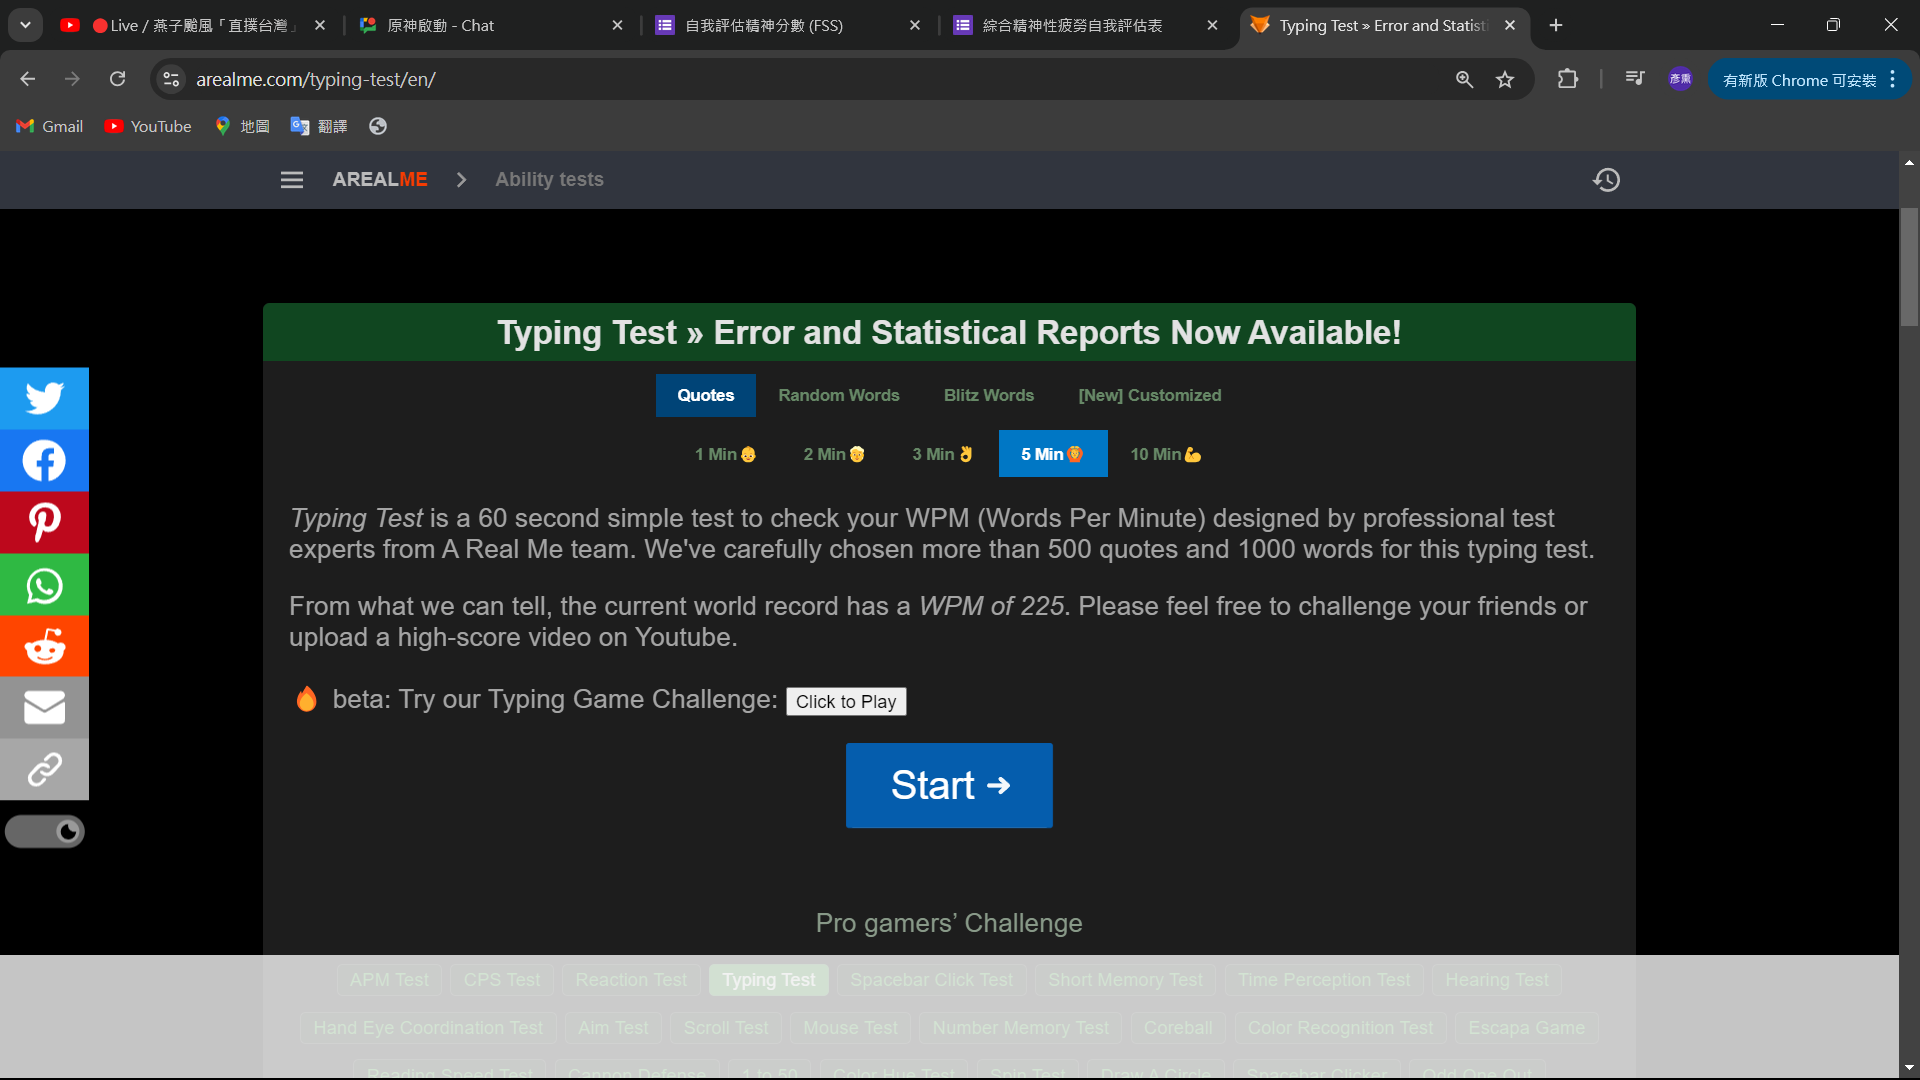 Live / 燕子颱風「直撲台灣」
原神啟動 - Chat
自我評估精神分數 (FSS)
綜合精神性疲勞自我評估表
Typing Test » Error and Statisti
arealme.com/typing-test/en/
彥熏
有新版 Chrome 可安裝
Gmail
YouTube
地圖
翻譯
AREALME
Ability tests
Typing Test » Error and Statistical Reports Now Available!
Quotes Random Words Blitz Words [New] Customized
1 Min 2 Min 3 Min 5 Min 10 Min
Typing Test is a 60 second simple test to check your WPM (Words Per Minute) designed by professional test
experts from A Real Me team. We've carefully chosen more than 500 quotes and 1000 words for this typing test.
From what we can tell, the current world record has a WPM of 225. Please feel free to challenge your friends or
upload a high-score video on Youtube.
beta: Try our Typing Game Challenge: Click to Play
Start →
Pro gamers’ Challenge
APM Test CPS Test Reaction Test Typing Test Spacebar Click Test Short Memory Test Time Perception Test Hearing Test
Hand Eye Coordination Test Aim Test Scroll Test Mouse Test Number Memory Test Coreball Color Recognition Test Escapa Game
Reading Speed Test Cannon Defense 1 to 50 Color Hue Test Spin Test Draw A Circle Spacebar Clicker Odd One Out